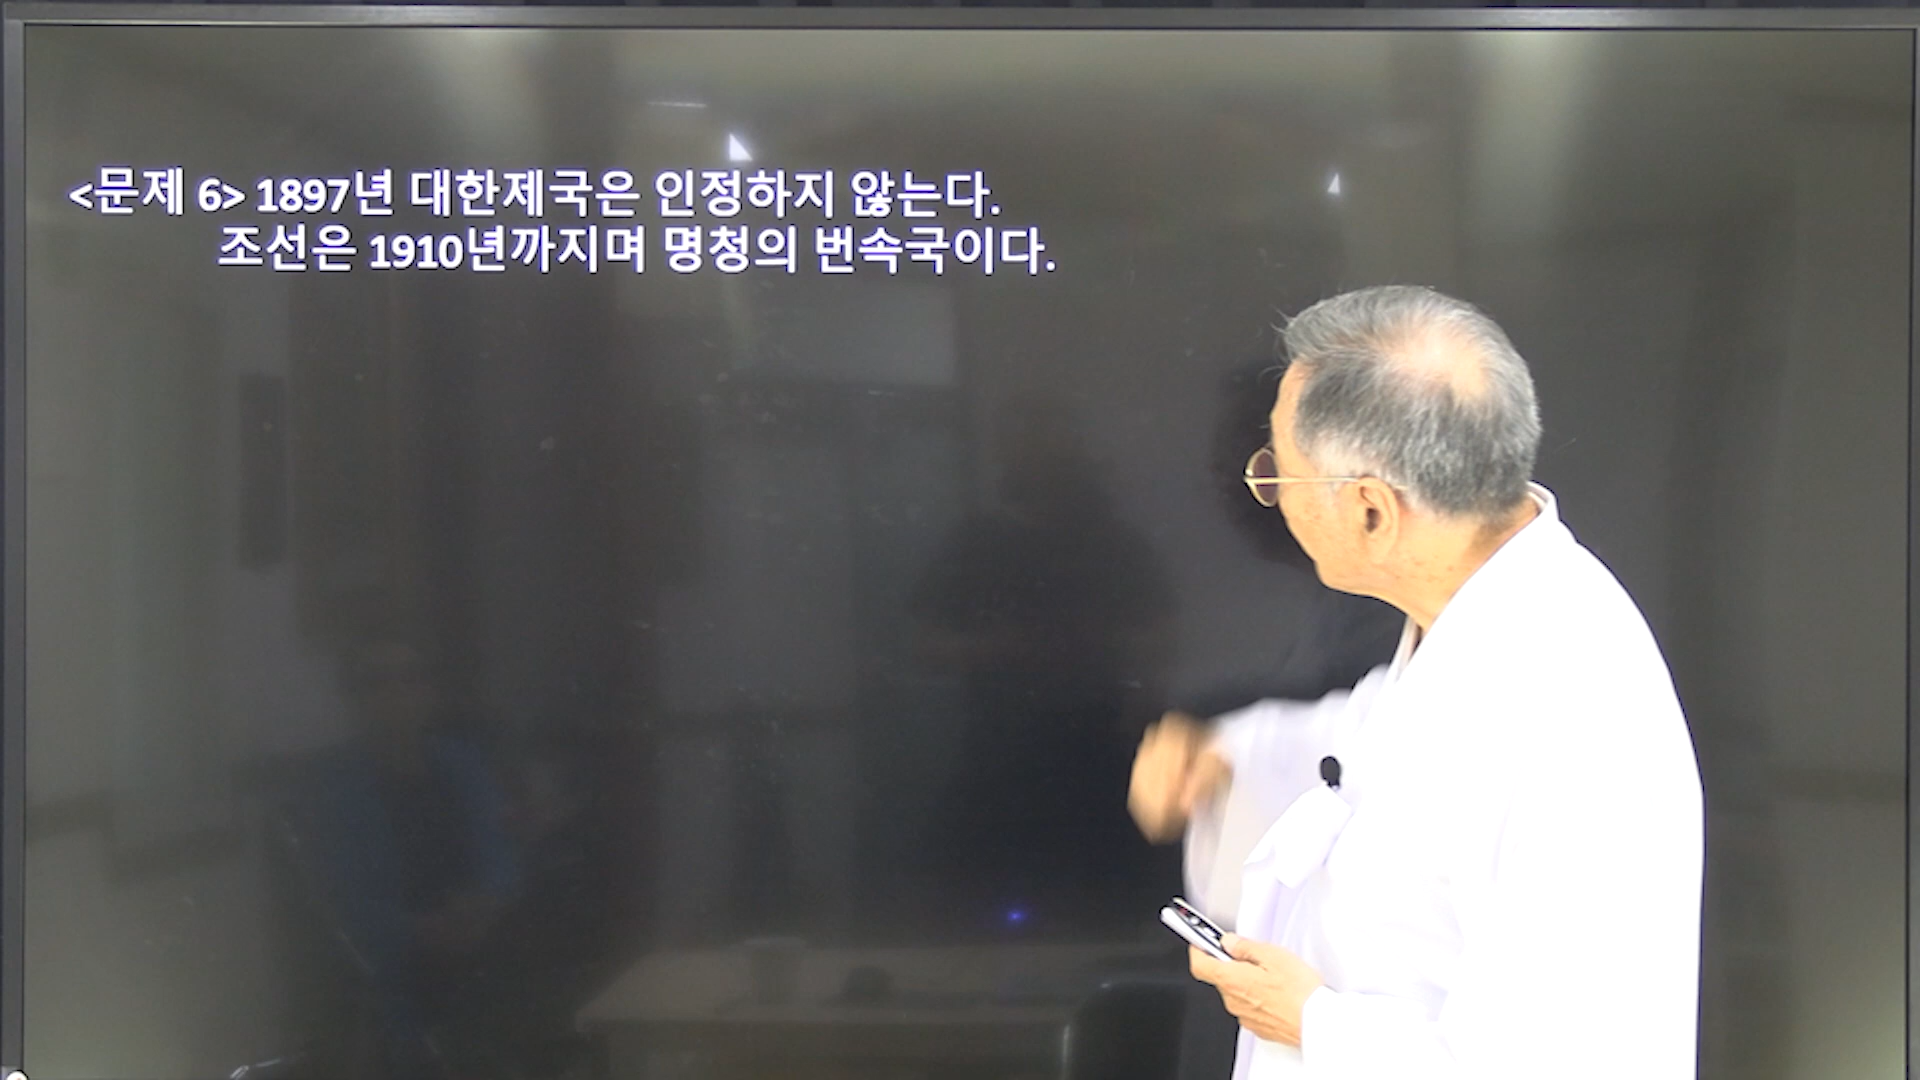 <문제 6> 1897년 대한제국은 인정하지 않는다.
조선은 1910년까지며 명청의 번속국이다.